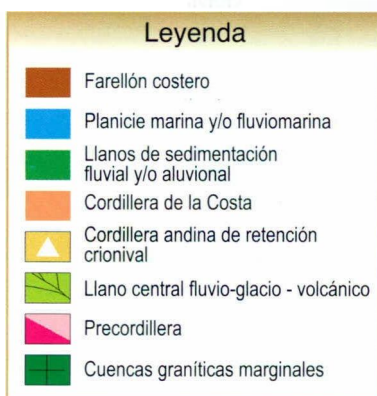 Leyenda
Farellón costero
Planicie marina y/o fluviomarina
Llanos de sedimentación
fluvial y/o aluvional
Cordillera de la Costa
Cordillera andina de retención
crionival
Llano central fluvio-glacio - volcánico
Precordillera
Cuencas graníticas marginales